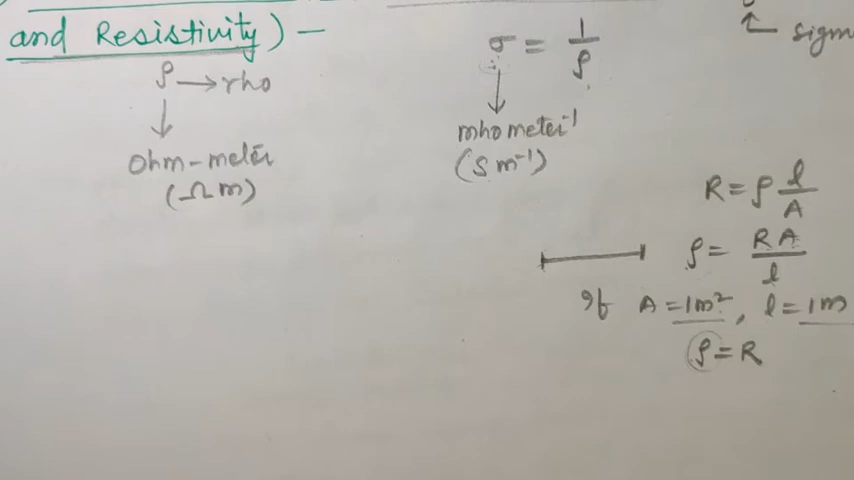 and Resistivity) -
↑ sigm
ρ → rho
σ = 1/ρ
↓
Ohm-meter
(Ωm)
↓
mho meter⁻¹
(S m⁻¹)
R = ρ l/A
ρ = RA/l
If A = 1m², l = 1m
ρ = R